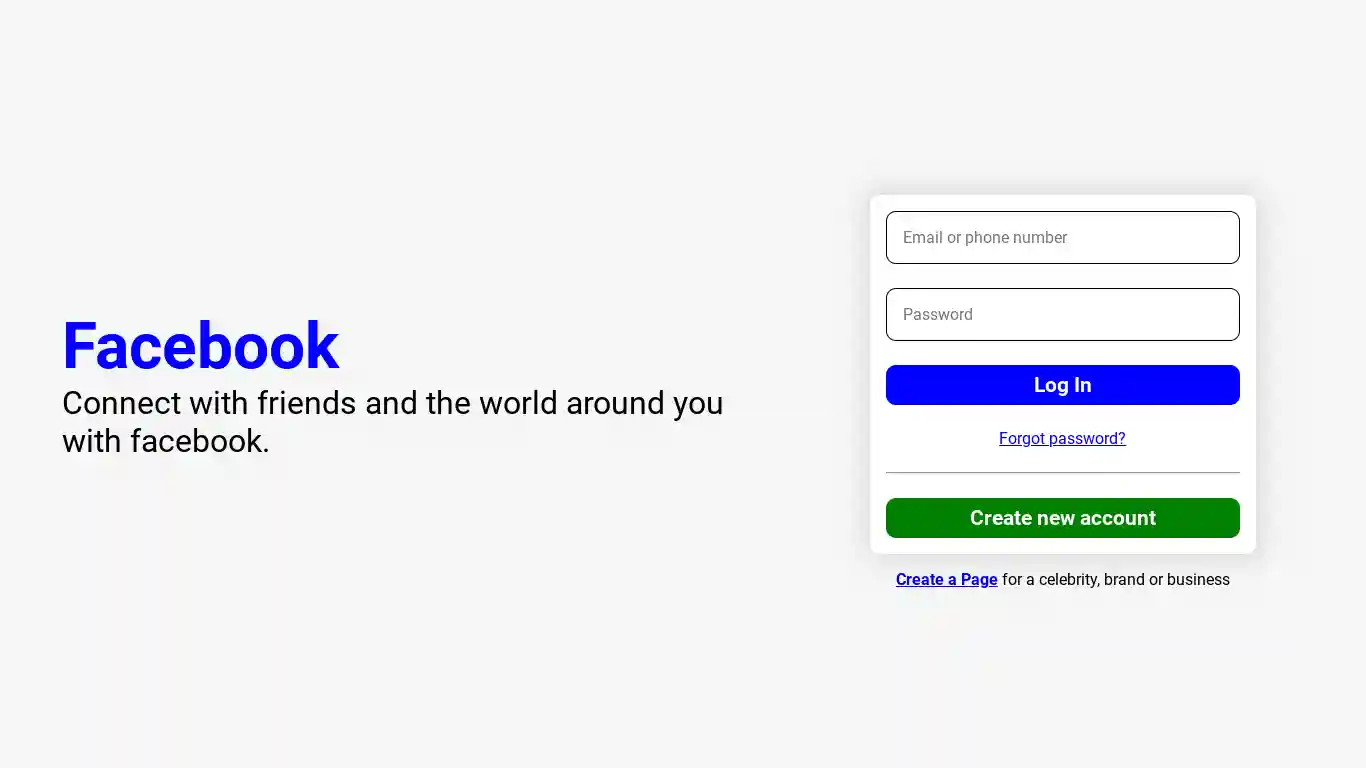 Facebook
Connect with friends and the world around you
with facebook.
Email or phone number
Password
Log In
Forgot password?
Create new account
Create a Page for a celebrity, brand or business